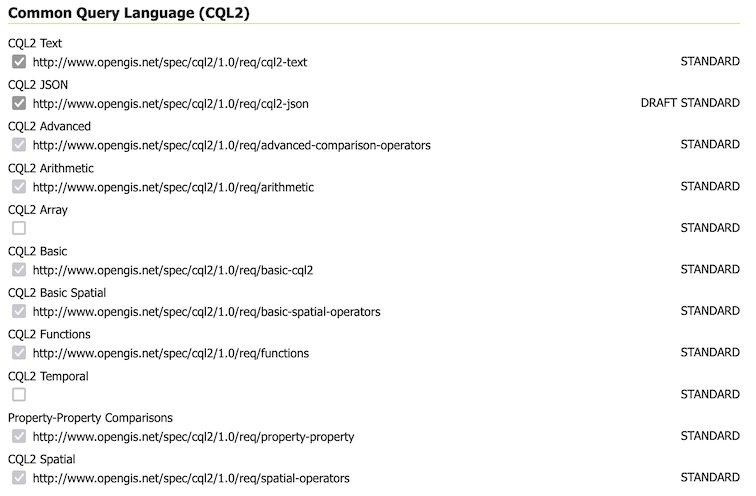 Common Query Language (CQL2)
CQL2 Text
http://www.opengis.net/spec/cql2/1.0/req/cql2-text STANDARD
CQL2 JSON
http://www.opengis.net/spec/cql2/1.0/req/cql2-json DRAFT STANDARD
CQL2 Advanced
http://www.opengis.net/spec/cql2/1.0/req/advanced-comparison-operators STANDARD
CQL2 Arithmetic
http://www.opengis.net/spec/cql2/1.0/req/arithmetic STANDARD
CQL2 Array
STANDARD
CQL2 Basic
http://www.opengis.net/spec/cql2/1.0/req/basic-cql2 STANDARD
CQL2 Basic Spatial
http://www.opengis.net/spec/cql2/1.0/req/basic-spatial-operators STANDARD
CQL2 Functions
http://www.opengis.net/spec/cql2/1.0/req/functions STANDARD
CQL2 Temporal
STANDARD
Property-Property Comparisons
http://www.opengis.net/spec/cql2/1.0/req/property-property STANDARD
CQL2 Spatial
http://www.opengis.net/spec/cql2/1.0/req/spatial-operators STANDARD